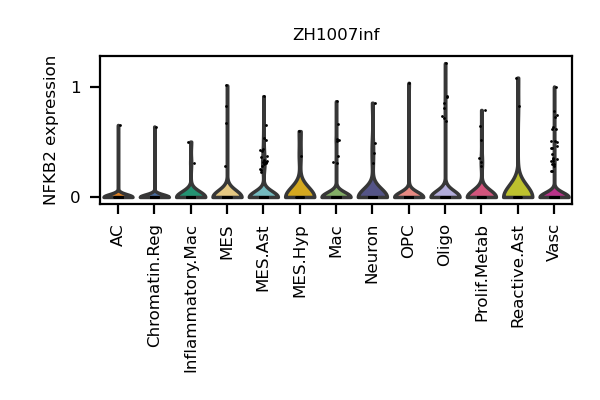 ZH1007inf
NFKB2 expression
1
0
AC
Chromatin.Reg
Inflammatory.Mac
MES
MES.Ast
MES.Hyp
Mac
Neuron
OPC
Oligo
Prolif.Metab
Reactive.Ast
Vasc